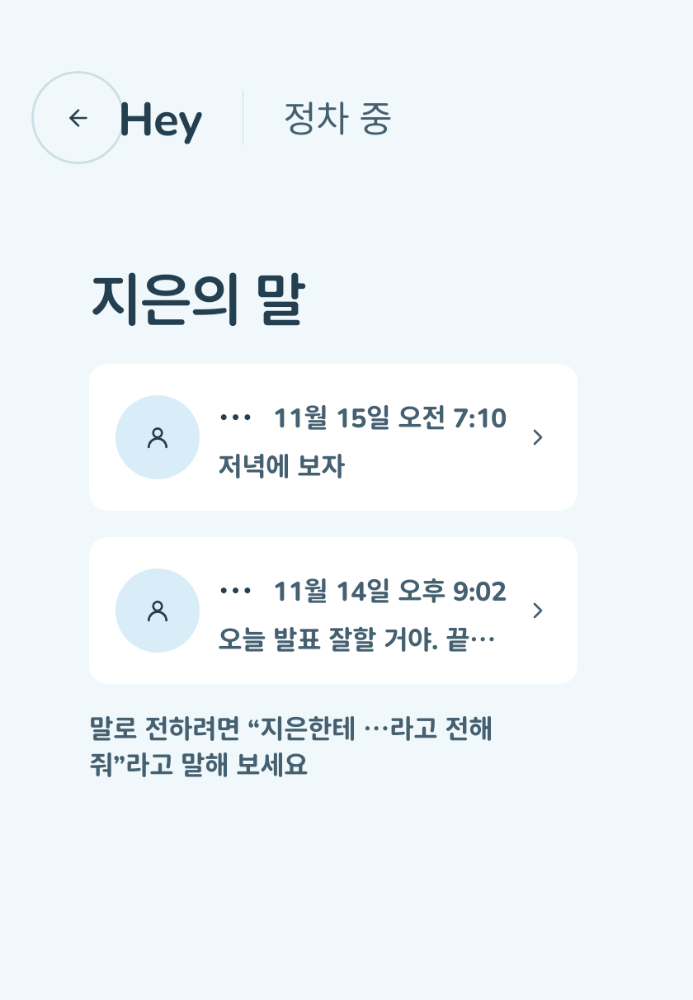 Hey 정차 중
지은의 말
… 11월 15일 오전 7:10
저녁에 보자
… 11월 14일 오후 9:02
오늘 발표 잘할 거야. 끝…
말로 전하려면 “지은한테 …라고 전해
줘”라고 말해 보세요